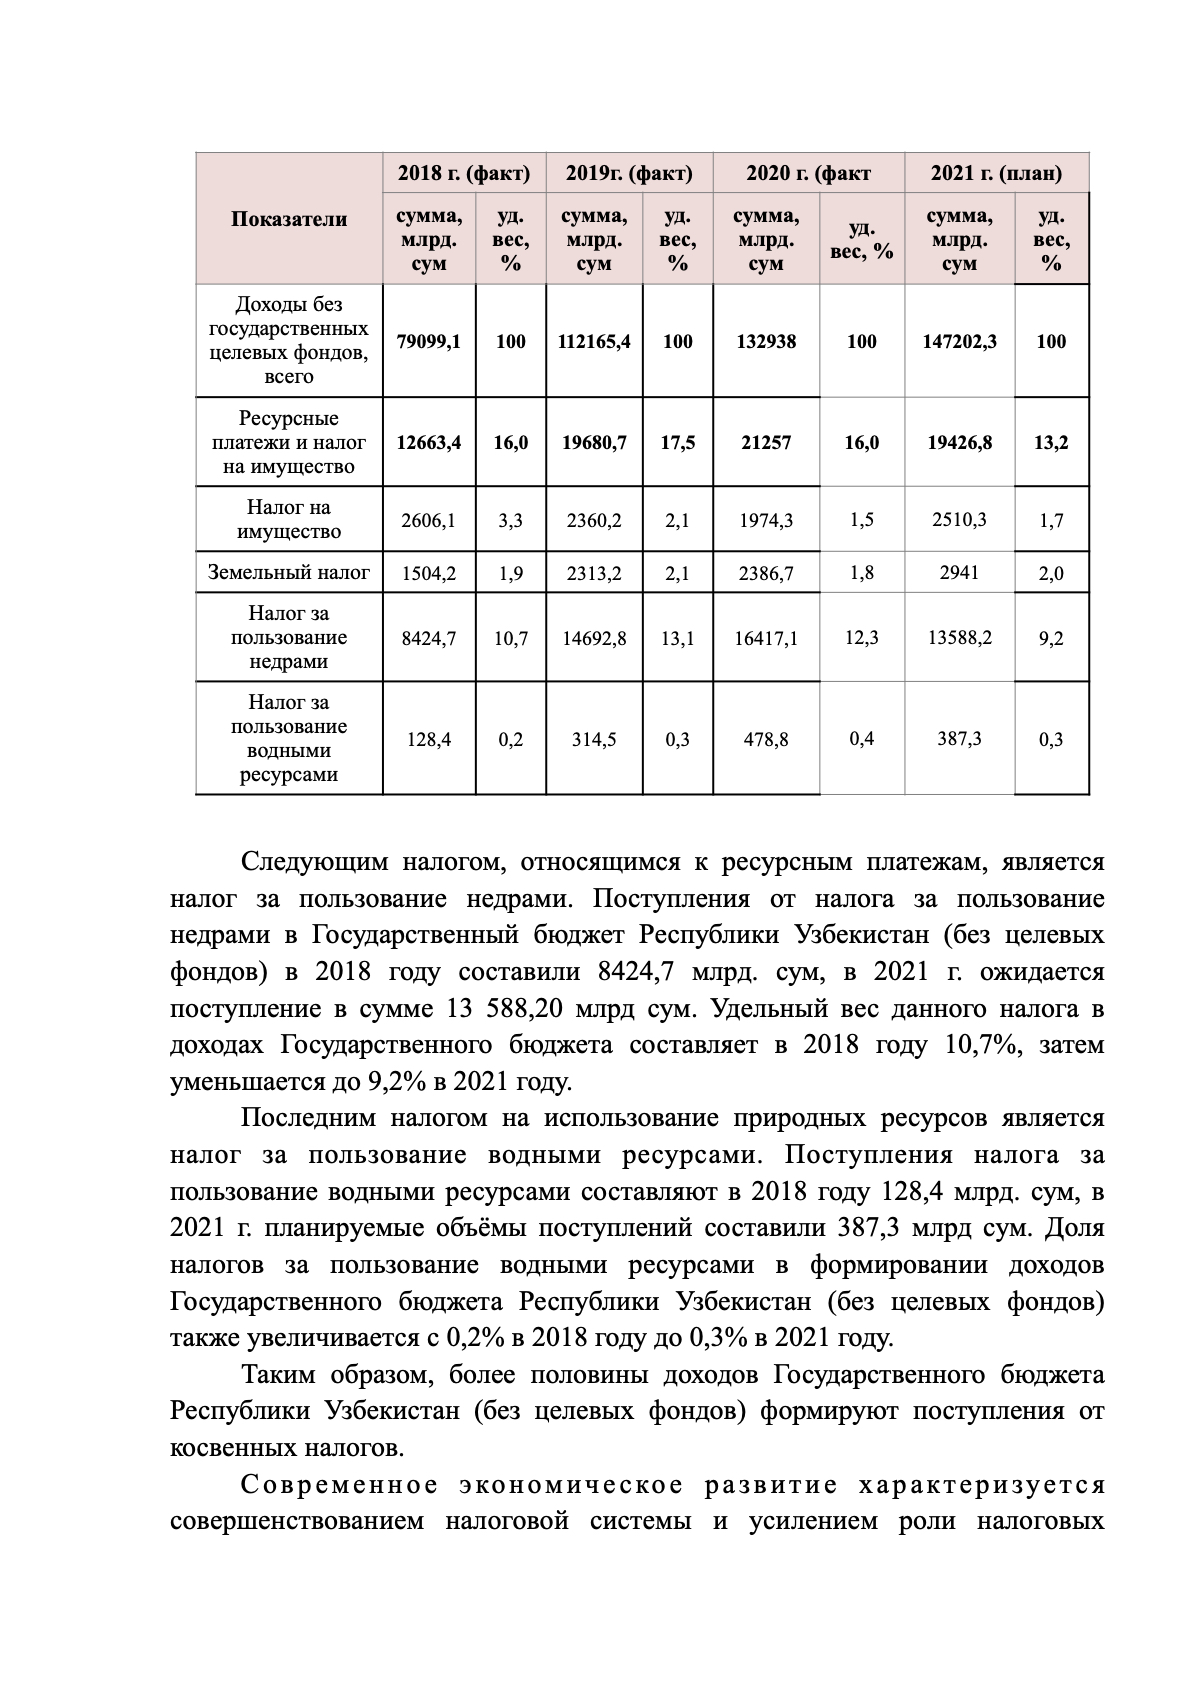 Показатели 2018 г. (факт) 2019г. (факт) 2020 г. (факт 2021 г. (план)
сумма, млрд. сум уд. вес, % сумма, млрд. сум уд. вес, % сумма, млрд. сум уд. вес, % сумма, млрд. сум уд. вес, %
Доходы без государственных целевых фондов, всего 79099,1 100 112165,4 100 132938 100 147202,3 100
Ресурсные платежи и налог на имущество 12663,4 16,0 19680,7 17,5 21257 16,0 19426,8 13,2
Налог на имущество 2606,1 3,3 2360,2 2,1 1974,3 1,5 2510,3 1,7
Земельный налог 1504,2 1,9 2313,2 2,1 2386,7 1,8 2941 2,0
Налог за пользование недрами 8424,7 10,7 14692,8 13,1 16417,1 12,3 13588,2 9,2
Налог за пользование водными ресурсами 128,4 0,2 314,5 0,3 478,8 0,4 387,3 0,3
Следующим налогом, относящимся к ресурсным платежам, является
налог за пользование недрами. Поступления от налога за пользование
недрами в Государственный бюджет Республики Узбекистан (без целевых
фондов) в 2018 году составили 8424,7 млрд. сум, в 2021 г. ожидается
поступление в сумме 13 588,20 млрд сум. Удельный вес данного налога в
доходах Государственного бюджета составляет в 2018 году 10,7%, затем
уменьшается до 9,2% в 2021 году.
Последним налогом на использование природных ресурсов является
налог за пользование водными ресурсами. Поступления налога за
пользование водными ресурсами составляют в 2018 году 128,4 млрд. сум, в
2021 г. планируемые объёмы поступлений составили 387,3 млрд сум. Доля
налогов за пользование водными ресурсами в формировании доходов
Государственного бюджета Республики Узбекистан (без целевых фондов)
также увеличивается с 0,2% в 2018 году до 0,3% в 2021 году.
Таким образом, более половины доходов Государственного бюджета
Республики Узбекистан (без целевых фондов) формируют поступления от
косвенных налогов.
Современное экономическое развитие характеризуется
совершенствованием налоговой системы и усилением роли налоговых